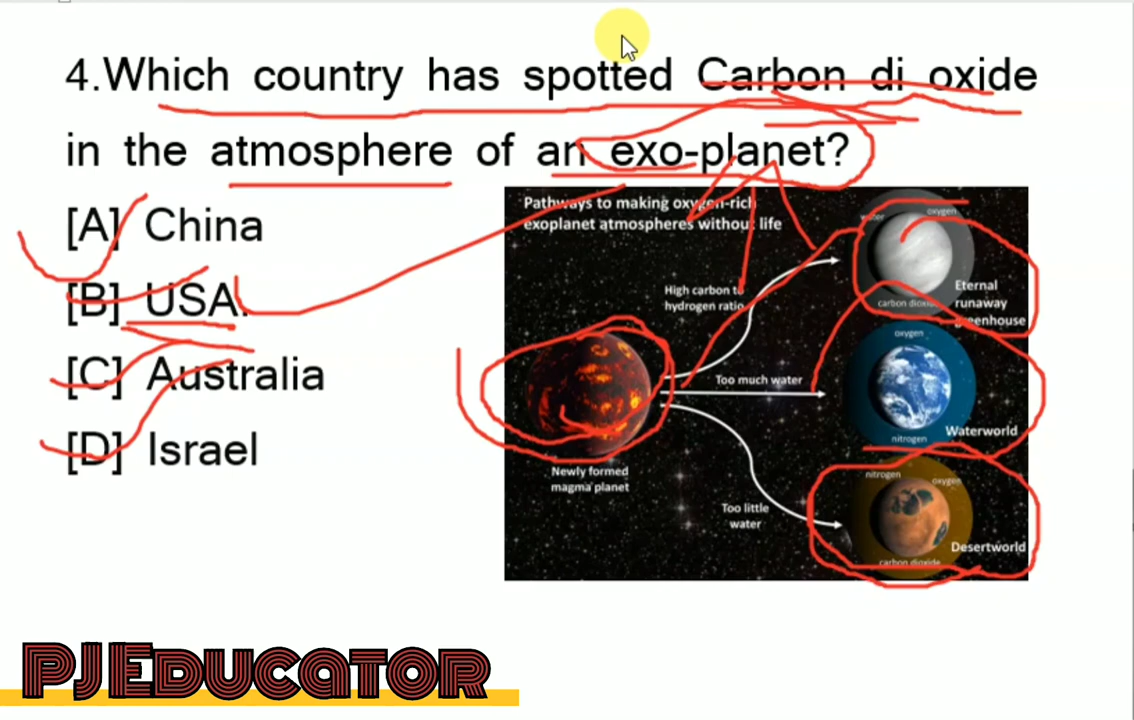 4.Which country has spotted Carbon di oxide
in the atmosphere of an exo-planet?
[A] China
[B] USA.
[C] Australia
[D] Israel
Pathways to making oxygen-rich
exoplanet atmospheres without life
water
oxygen
High carbon to
hydrogen ratio
carbon dioxide
Eternal
runaway
greenhouse
oxygen
Too much water
nitrogen
Waterworld
Newly formed
magma planet
nitrogen
oxygen
Too little
water
Desertworld
carbon dioxide
PJEDUCATOR